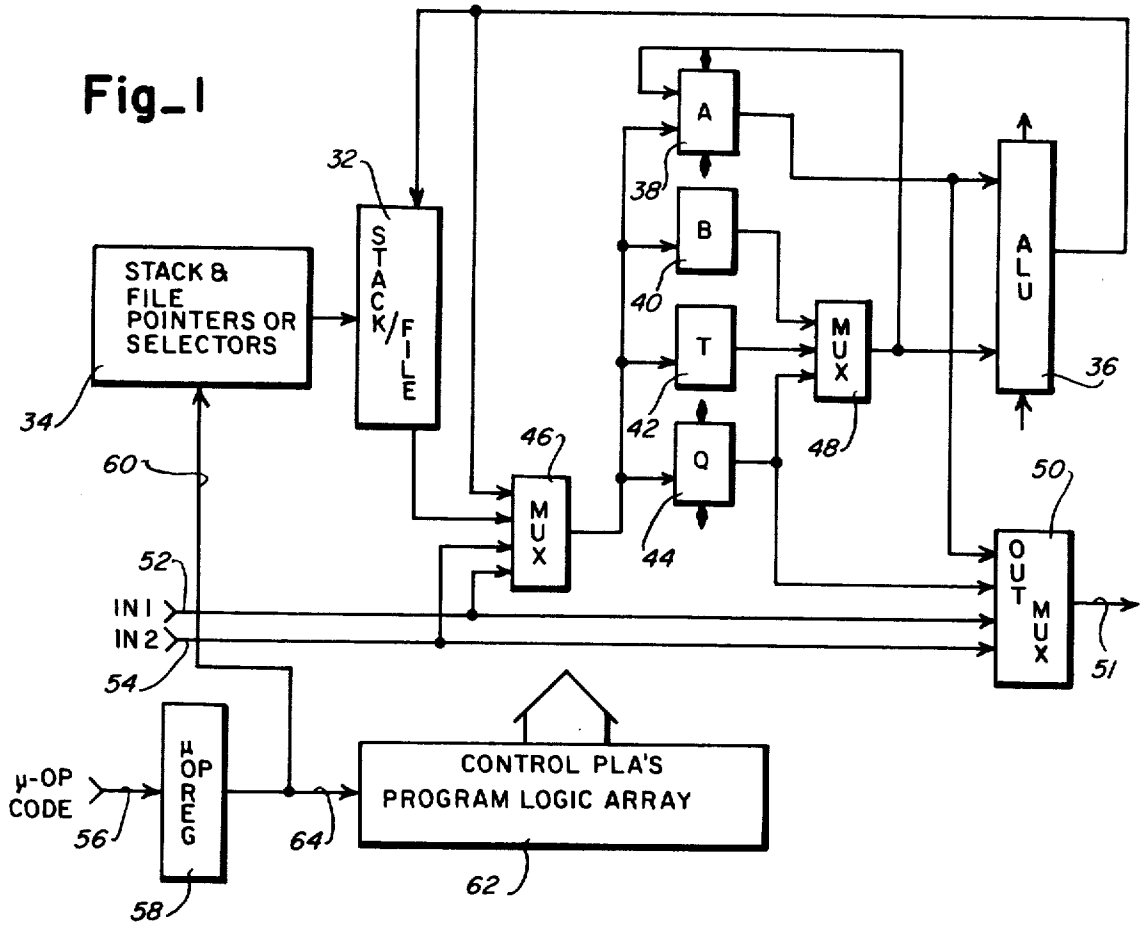 Fig_1
32
STACK/FILE
STACK &
FILE
POINTERS OR
SELECTORS
34
A
38
B
40
T
42
Q
44
MUX
46
MUX
48
ALU
36
60
50
OUT MUX
51
52
IN 1
IN 2
54
µ-OP
CODE
56
µOP REG
58
64
CONTROL PLA'S
PROGRAM LOGIC ARRAY
62